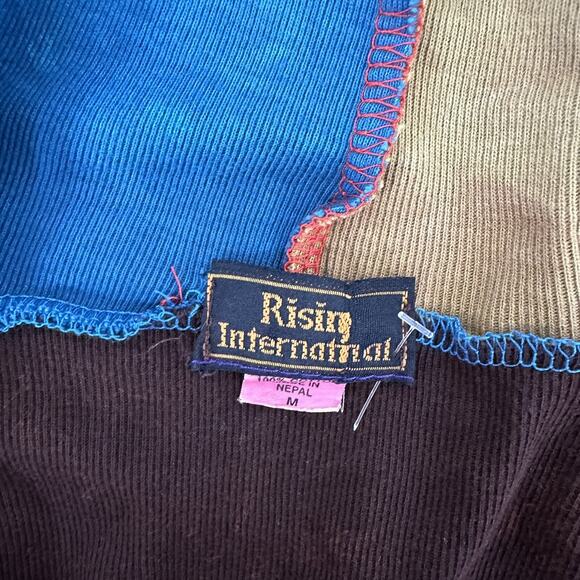 Rising
International
NEPAL
M